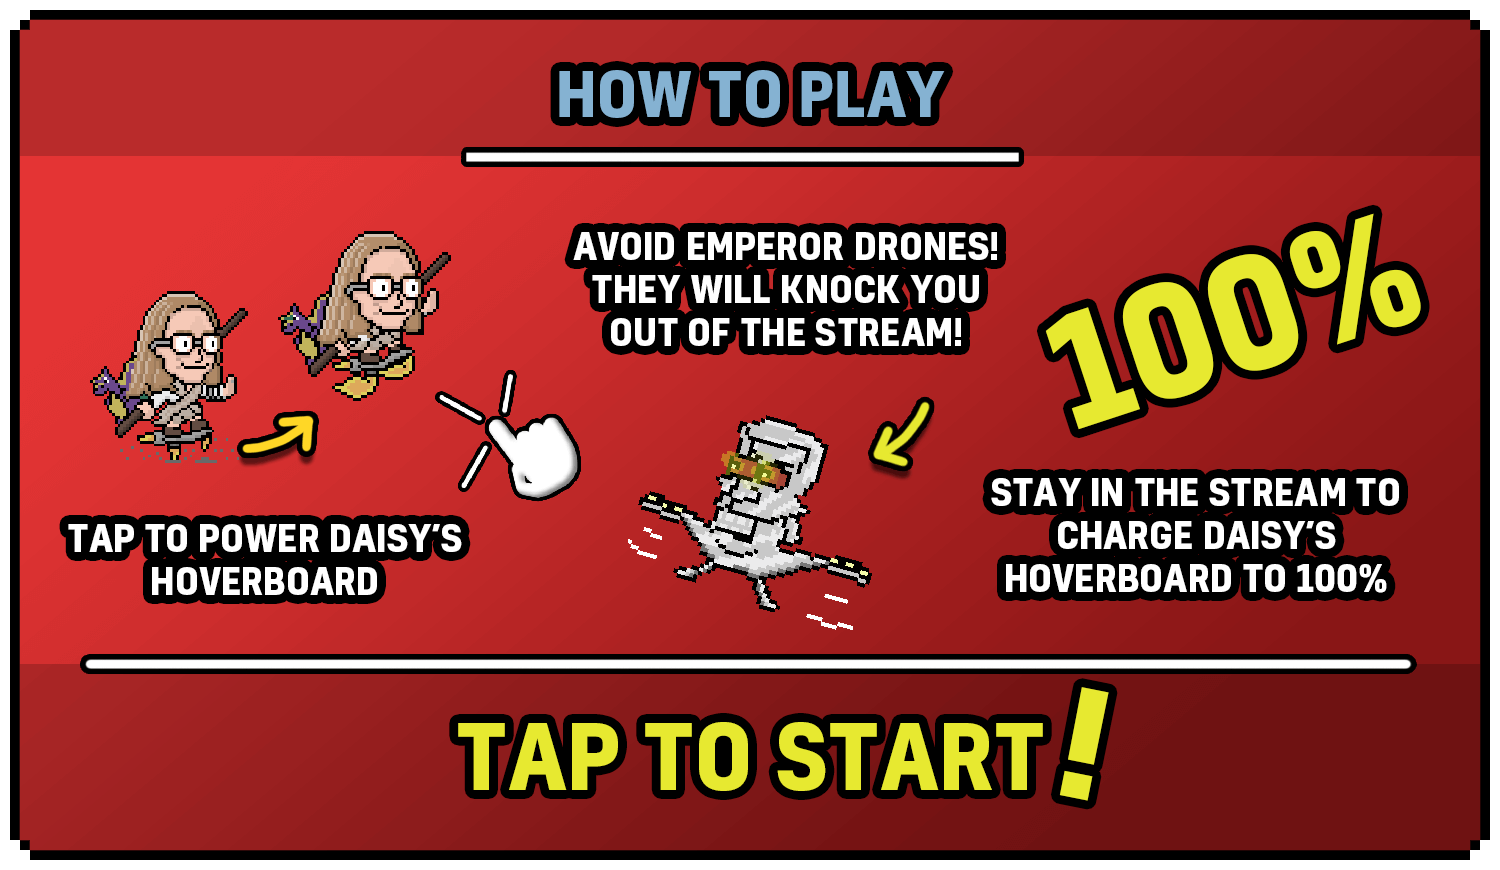 HOW TO PLAY
AVOID EMPEROR DRONES!
THEY WILL KNOCK YOU
OUT OF THE STREAM!
100%
TAP TO POWER DAISY'S
HOVERBOARD
STAY IN THE STREAM TO
CHARGE DAISY'S
HOVERBOARD TO 100%
TAP TO START!